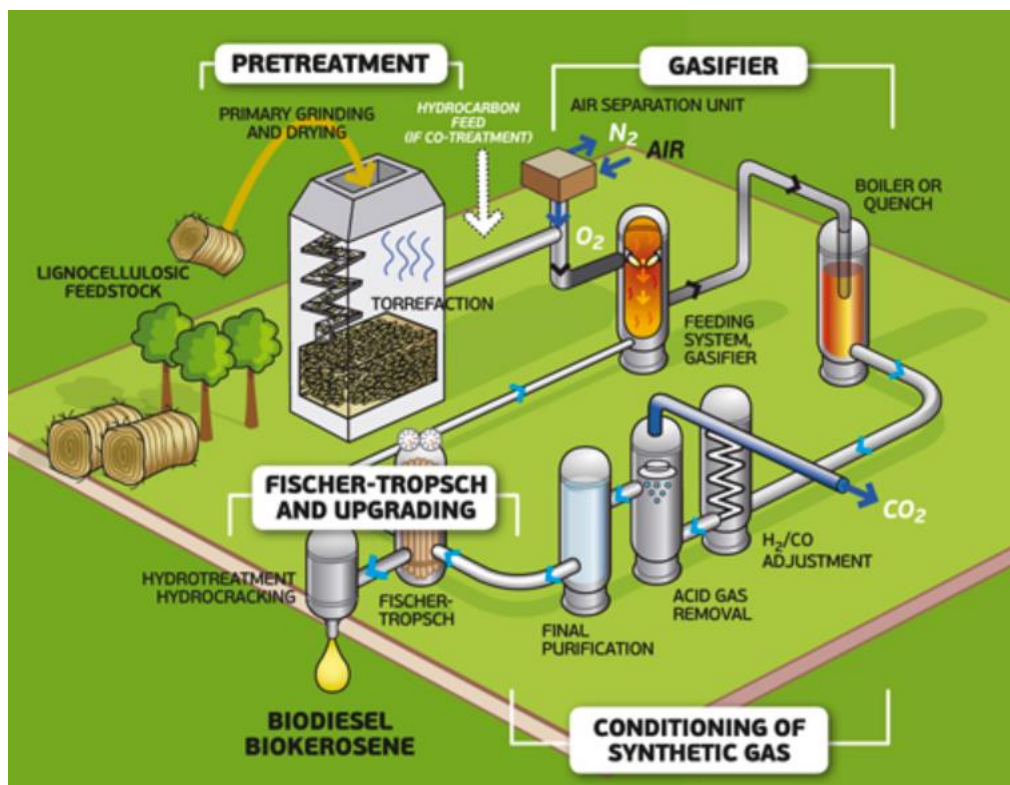 PRETREATMENT
PRIMARY GRINDING
AND DRYING
HYDROCARBON
FEED
(IF CO-TREATMENT)
LIGNOCELLULOSIC
FEEDSTOCK
TORREFACTION
GASIFIER
AIR SEPARATION UNIT
N₂
AIR
O₂
BOILER OR
QUENCH
FEEDING
SYSTEM,
GASIFIER
FISCHER-TROPSCH
AND UPGRADING
HYDROTREATMENT
HYDROCRACKING
FISCHER-
TROPSCH
FINAL
PURIFICATION
ACID GAS
REMOVAL
H₂/CO
ADJUSTMENT
CO₂
BIODIESEL
BIOKEROSENE
CONDITIONING OF
SYNTHETIC GAS